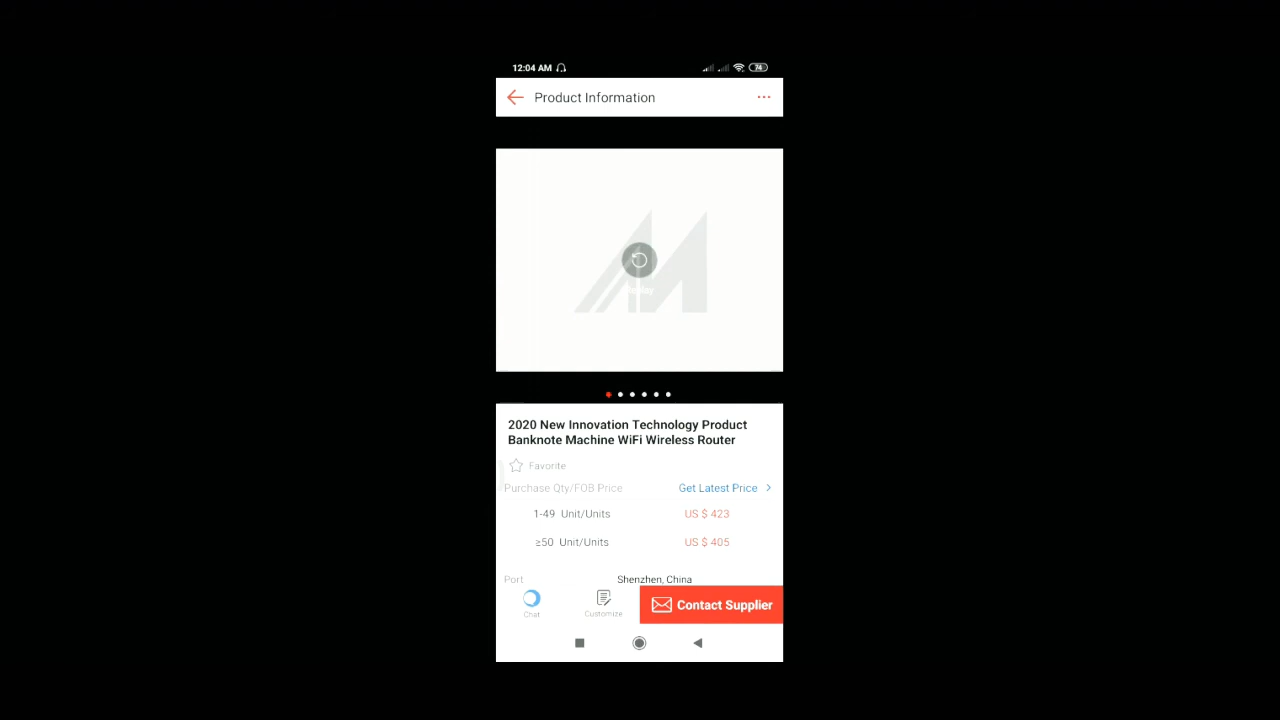 12:04 AM
74
Product Information
2020 New Innovation Technology Product
Banknote Machine WiFi Wireless Router
Favorite
Purchase Qty/FOB Price
Get Latest Price
1-49 Unit/Units
US $ 423
≥50 Unit/Units
US $ 405
Port
Shenzhen, China
Chat
Customize
Contact Supplier